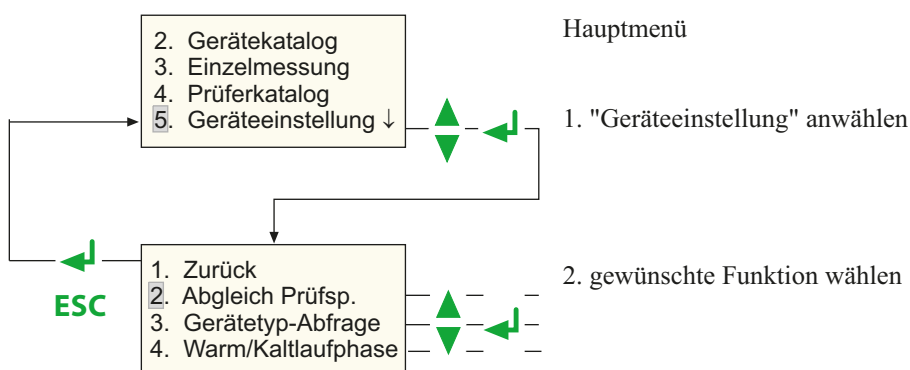 Hauptmenü
2. Gerätekatalog
3. Einzelmessung
4. Prüferkatalog
5. Geräteeinstellung ↓
1. "Geräteeinstellung" anwählen
1. Zurück
2. Abgleich Prüfsp.
3. Gerätetyp-Abfrage
4. Warm/Kaltlaufphase
2. gewünschte Funktion wählen
ESC